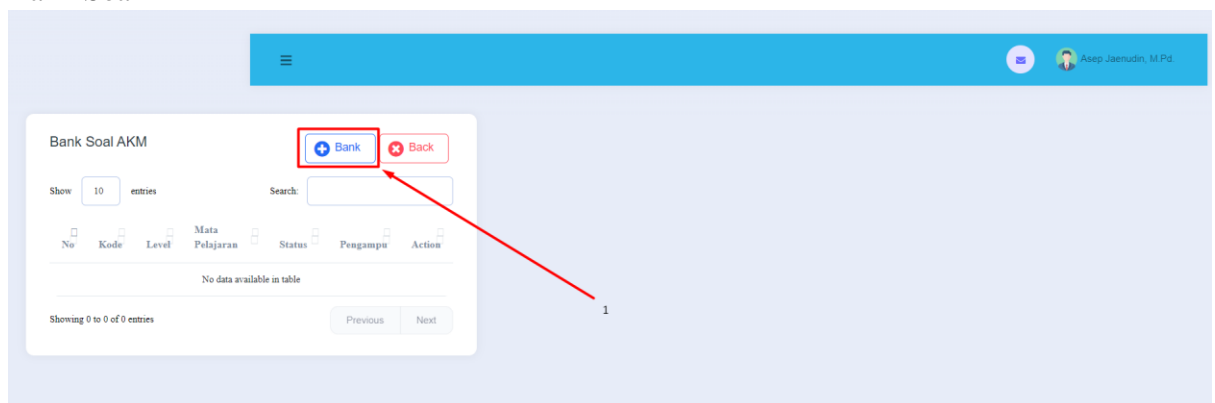 Asep Jaenudin, M.Pd.
Bank Soal AKM
Bank
Back
Show 10 entries
Search:
No Kode Level Mata Pelajaran Status Pengampu Action
No data available in table
1
Showing 0 to 0 of 0 entries
Previous Next